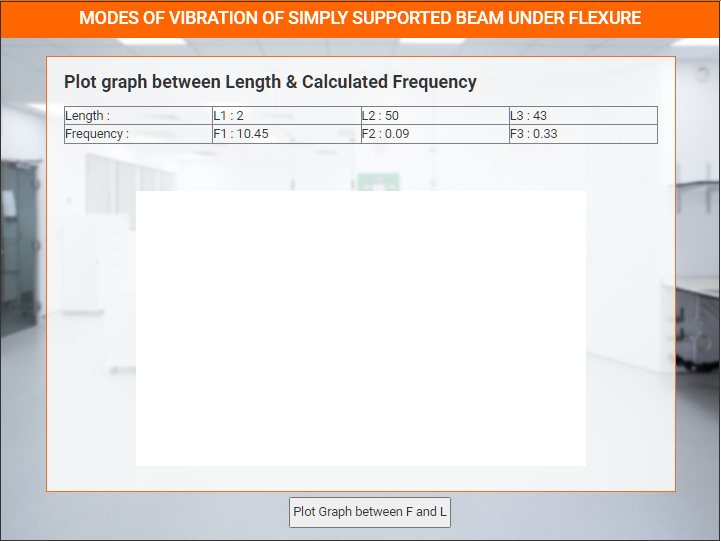 MODES OF VIBRATION OF SIMPLY SUPPORTED BEAM UNDER FLEXURE
Plot graph between Length & Calculated Frequency
Length : L1 : 2 L2 : 50 L3 : 43
Frequency : F1 : 10.45 F2 : 0.09 F3 : 0.33
Plot Graph between F and L